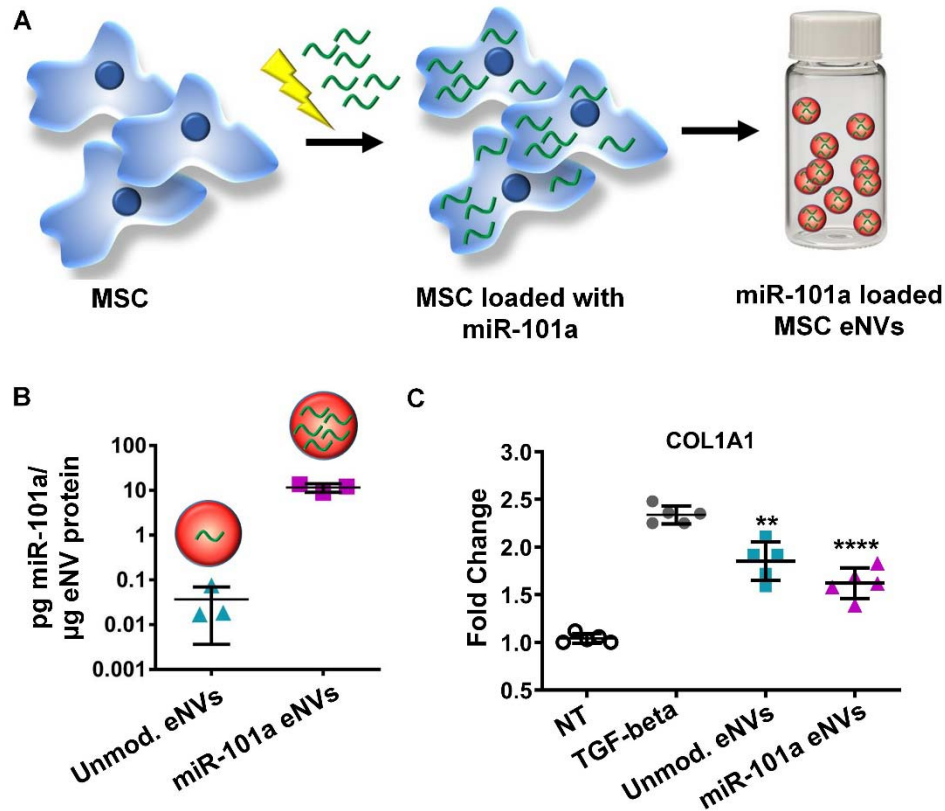 A
MSC
MSC loaded with
miR-101a
miR-101a loaded
MSC eNVs
B
pg miR-101a/
µg eNV protein
100
10
1
0.1
0.01
0.001
Unmod. eNVs
miR-101a eNVs
C
COL1A1
Fold Change
3.0
2.5
2.0
1.5
1.0
0.5
**
****
NT
TGF-beta
Unmod. eNVs
miR-101a eNVs